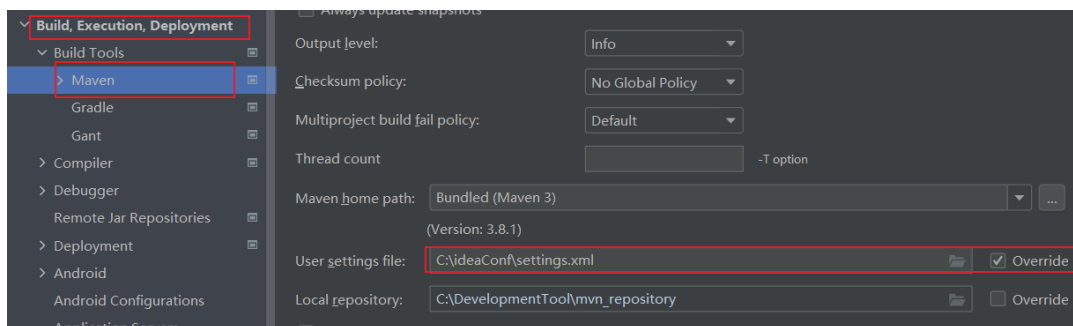 Always update snapshots
Build, Execution, Deployment
Build Tools
Maven
Gradle
Gant
Compiler
Debugger
Remote Jar Repositories
Deployment
Android
Android Configurations
Application Servers
Output level:
Info
Checksum policy:
No Global Policy
Multiproject build fail policy:
Default
Thread count
-T option
Maven home path:
Bundled (Maven 3)
...
(Version: 3.8.1)
User settings file:
C:\ideaConf\settings.xml
Override
Local repository:
C:\DevelopmentTool\mvn_repository
Override